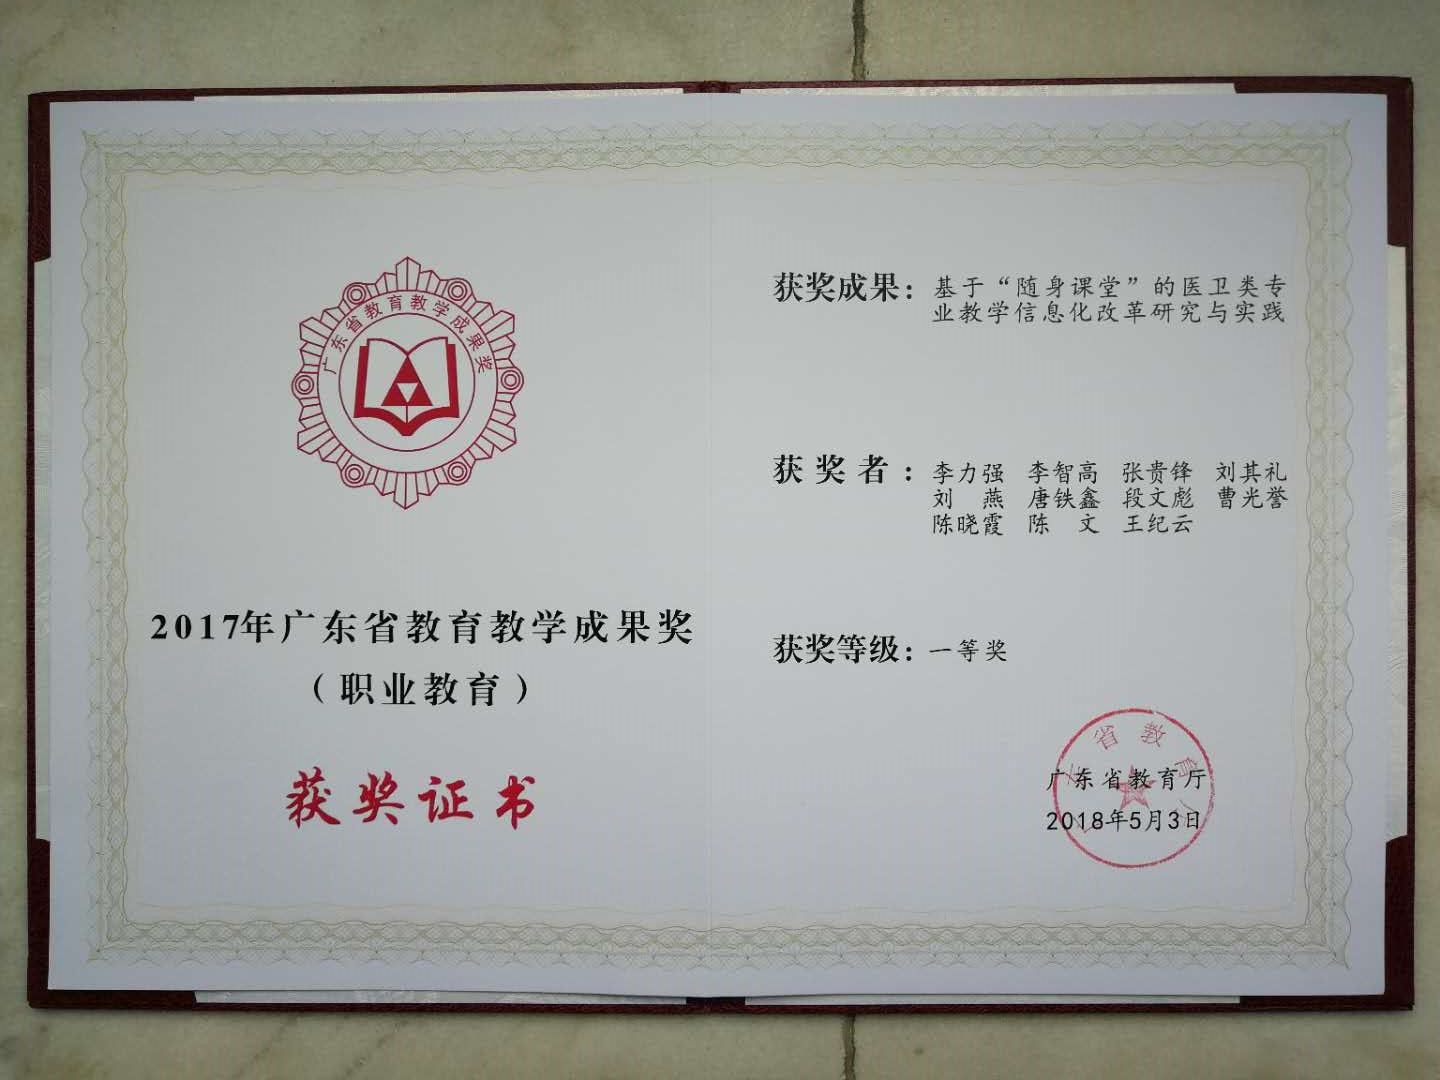 广东省教育教学成果奖
2017年广东省教育教学成果奖
（职业教育）
获奖证书
获奖成果：基于“随身课堂”的医卫类专
业教学信息化改革研究与实践
获奖者：李力强 李智高 张贵锋 刘其礼
刘燕 唐铁鑫 段文彪 曹光誉
陈晓霞 陈文 王纪云
获奖等级：一等奖
省教育
广东省教育厅
2018年5月3日